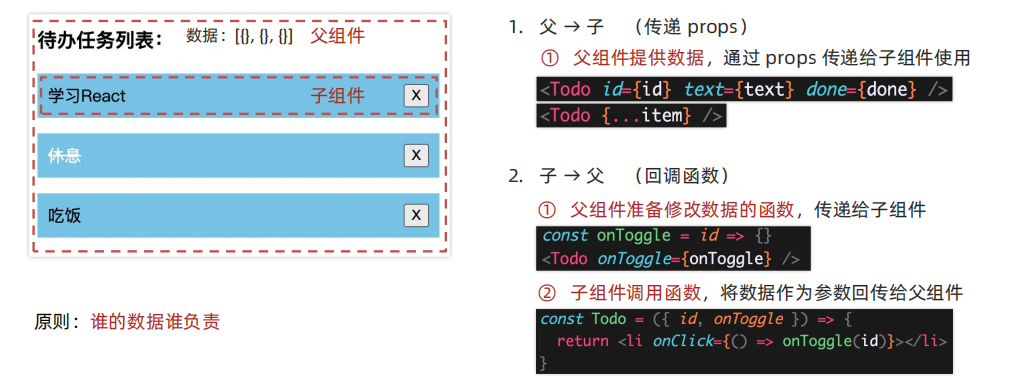 待办任务列表： 数据：[{}, {}, {}] 父组件
学习React 子组件 X
休息 X
吃饭 X
原则：谁的数据谁负责
1. 父 → 子 （传递 props）
① 父组件提供数据，通过 props 传递给子组件使用
<Todo id={id} text={text} done={done} />
<Todo {...item} />
2. 子 → 父 （回调函数）
① 父组件准备修改数据的函数，传递给子组件
const onToggle = id => {}
<Todo onToggle={onToggle} />
② 子组件调用函数，将数据作为参数回传给父组件
const Todo = ({ id, onToggle }) => {
return <li onClick={() => onToggle(id)}></li>
}